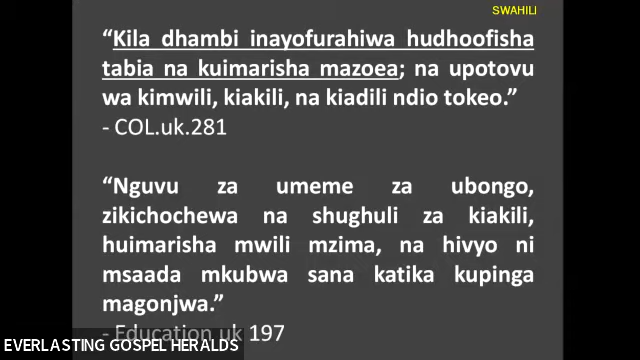 SWAHILI
“Kila dhambi inayofurahiwa hudhoofisha
tabia na kuimarisha mazoea; na upotovu
wa kimwili, kiakili, na kiadili ndio tokeo.”
- COL.uk.281
“Nguvu za umeme za ubongo,
zikichochewa na shughuli za kiakili,
huimarisha mwili mzima, na hivyo ni
msaada mkubwa sana katika kupinga
magonjwa.”
- Education uk 197
EVERLASTING GOSPEL HERALDS